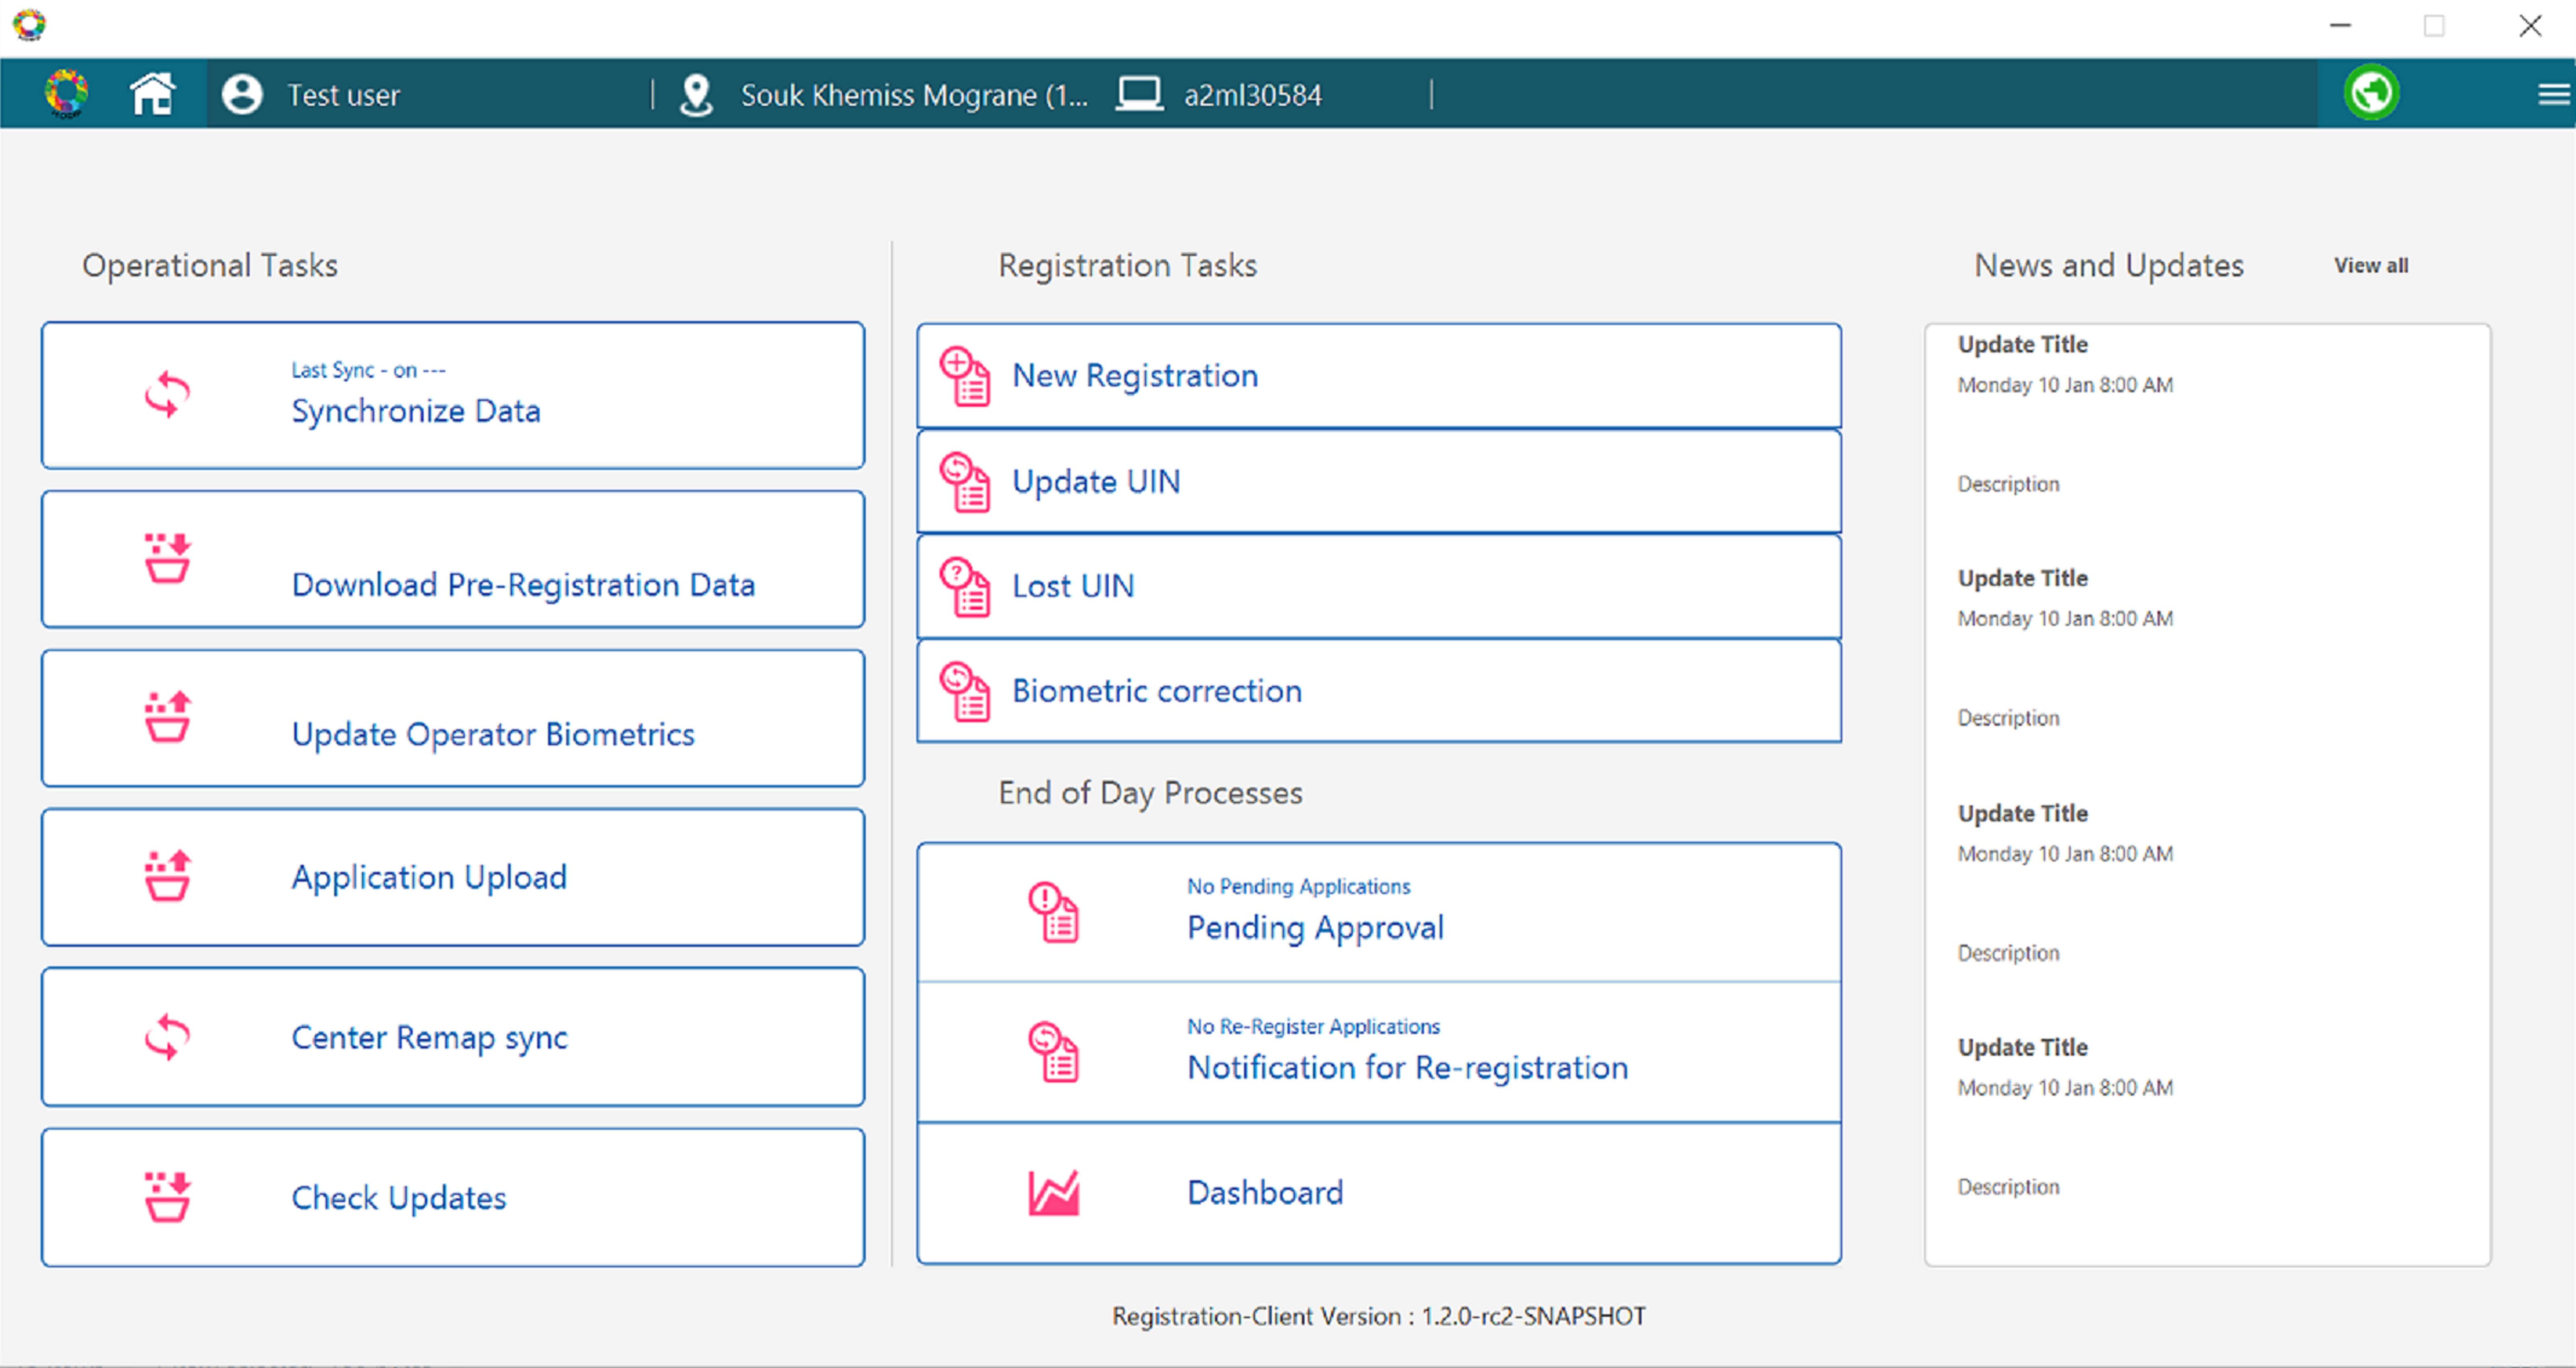 Test user
Souk Khemiss Mograne (1...
a2ml30584
Operational Tasks
Last Sync - on ---
Synchronize Data
Download Pre-Registration Data
Update Operator Biometrics
Application Upload
Center Remap sync
Check Updates
Registration Tasks
New Registration
Update UIN
Lost UIN
Biometric correction
End of Day Processes
No Pending Applications
Pending Approval
No Re-Register Applications
Notification for Re-registration
Dashboard
News and Updates
View all
Update Title
Monday 10 Jan 8:00 AM
Description
Update Title
Monday 10 Jan 8:00 AM
Description
Update Title
Monday 10 Jan 8:00 AM
Description
Update Title
Monday 10 Jan 8:00 AM
Description
Registration-Client Version : 1.2.0-rc2-SNAPSHOT